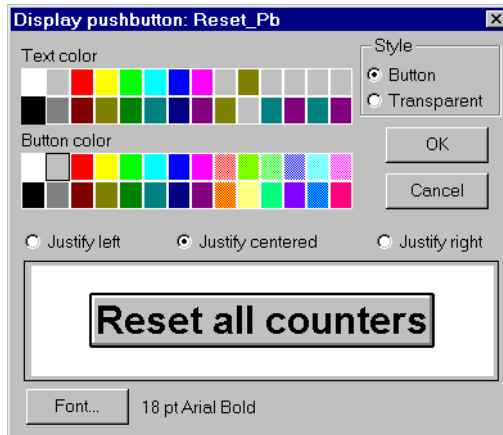 Display pushbutton: Reset_Pb
Text color
Style
Button
Transparent
Button color
OK
Cancel
Justify left
Justify centered
Justify right
Reset all counters
Font...
18 pt Arial Bold